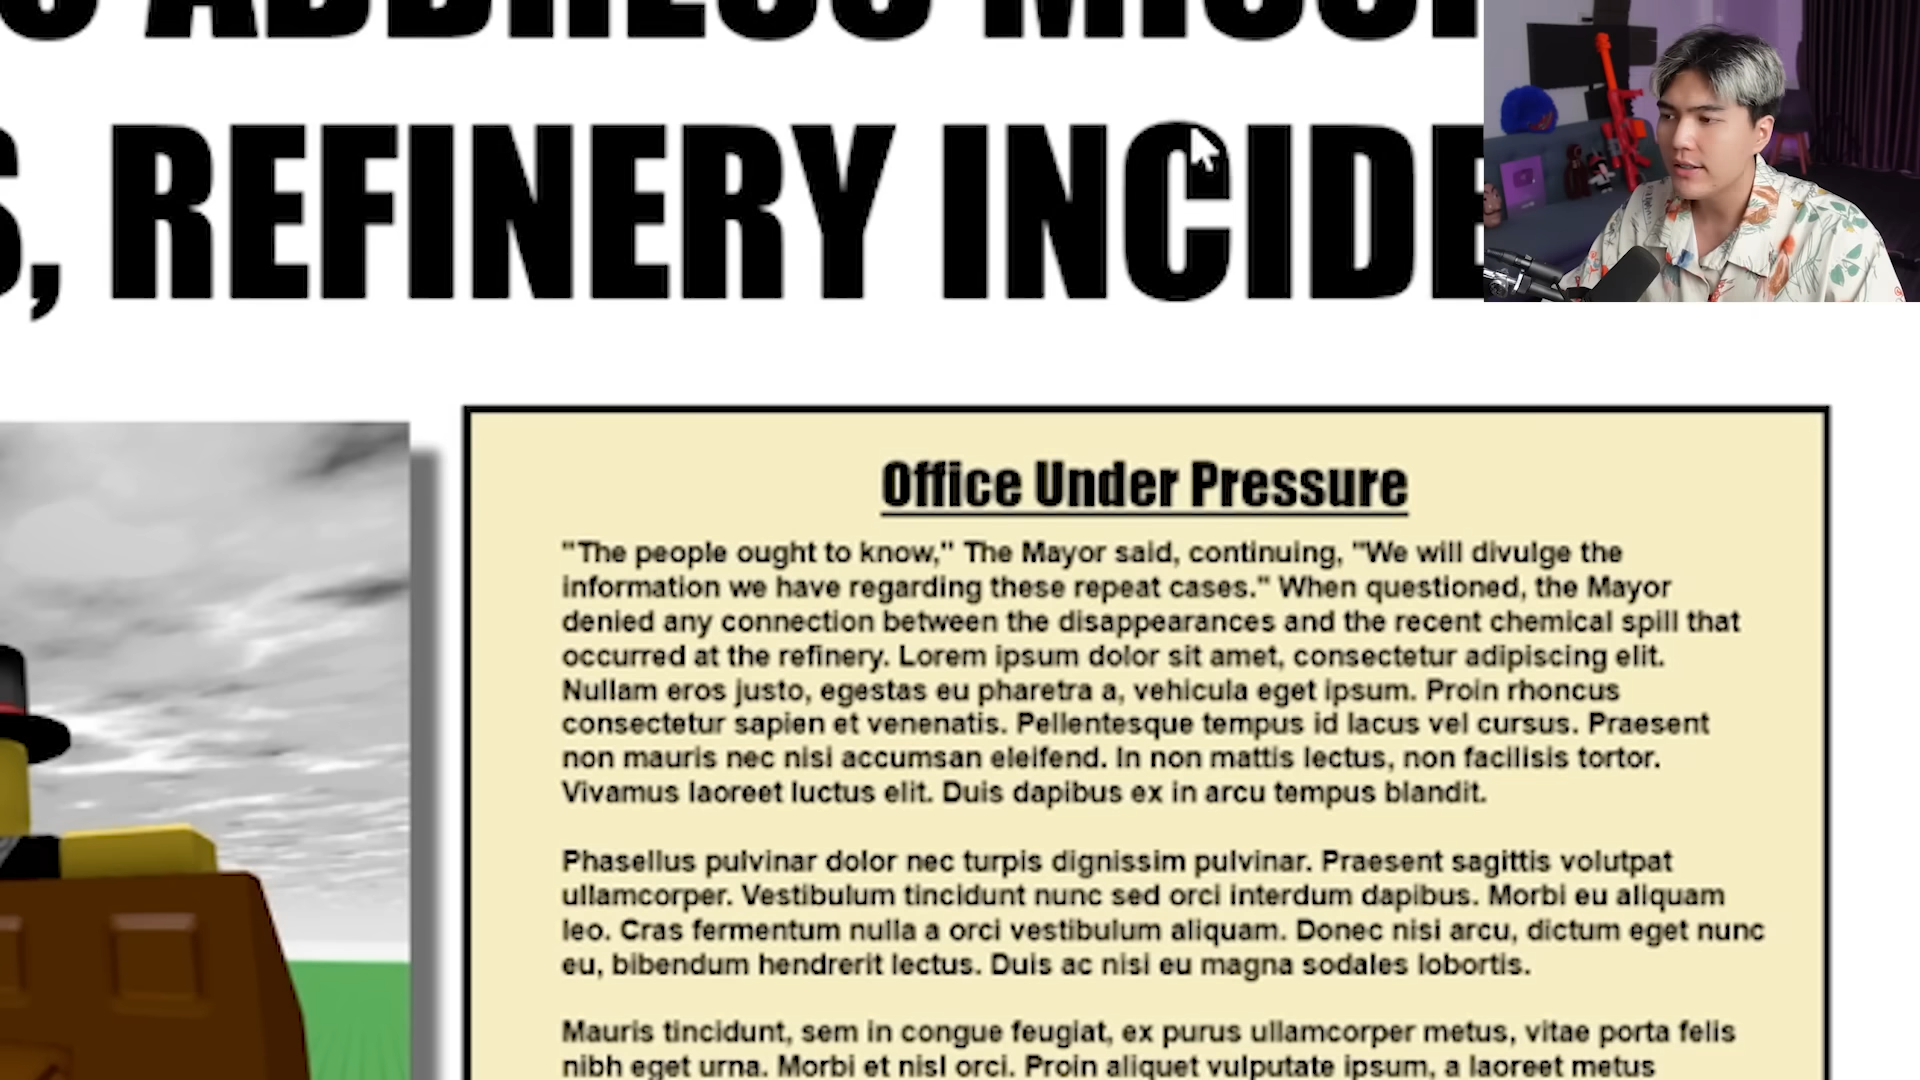 ADDRESS
, REFINERY
Office Under Pressure
"The people ought to know," The Mayor said, continuing, "We will divulge the
information we have regarding these repeat cases." When questioned, the Mayor
denied any connection between the disappearances and the recent chemical spill that
occurred at the refinery. Lorem ipsum dolor sit amet, consectetur adipiscing elit.
Nullam eros justo, egestas eu pharetra a, vehicula eget ipsum. Proin rhoncus
consectetur sapien et venenatis. Pellentesque tempus id lacus vel cursus. Praesent
non mauris nec nisi accumsan eleifend. In non mattis lectus, non facilisis tortor.
Vivamus laoreet luctus elit. Duis dapibus ex in arcu tempus blandit.
Phasellus pulvinar dolor nec turpis dignissim pulvinar. Praesent sagittis volutpat
ullamcorper. Vestibulum tincidunt nunc sed orci interdum dapibus. Morbi eu aliquam
leo. Cras fermentum nulla a orci vestibulum aliquam. Donec nisi arcu, dictum eget nunc
eu, bibendum hendrerit lectus. Duis ac nisi eu magna sodales lobortis.
Mauris tincidunt, sem in congue feugiat, ex purus ullamcorper metus, vitae porta felis
nibh eget urna. Morbi et nisl orci. Proin aliquet vulputate ipsum, a laoreet metus